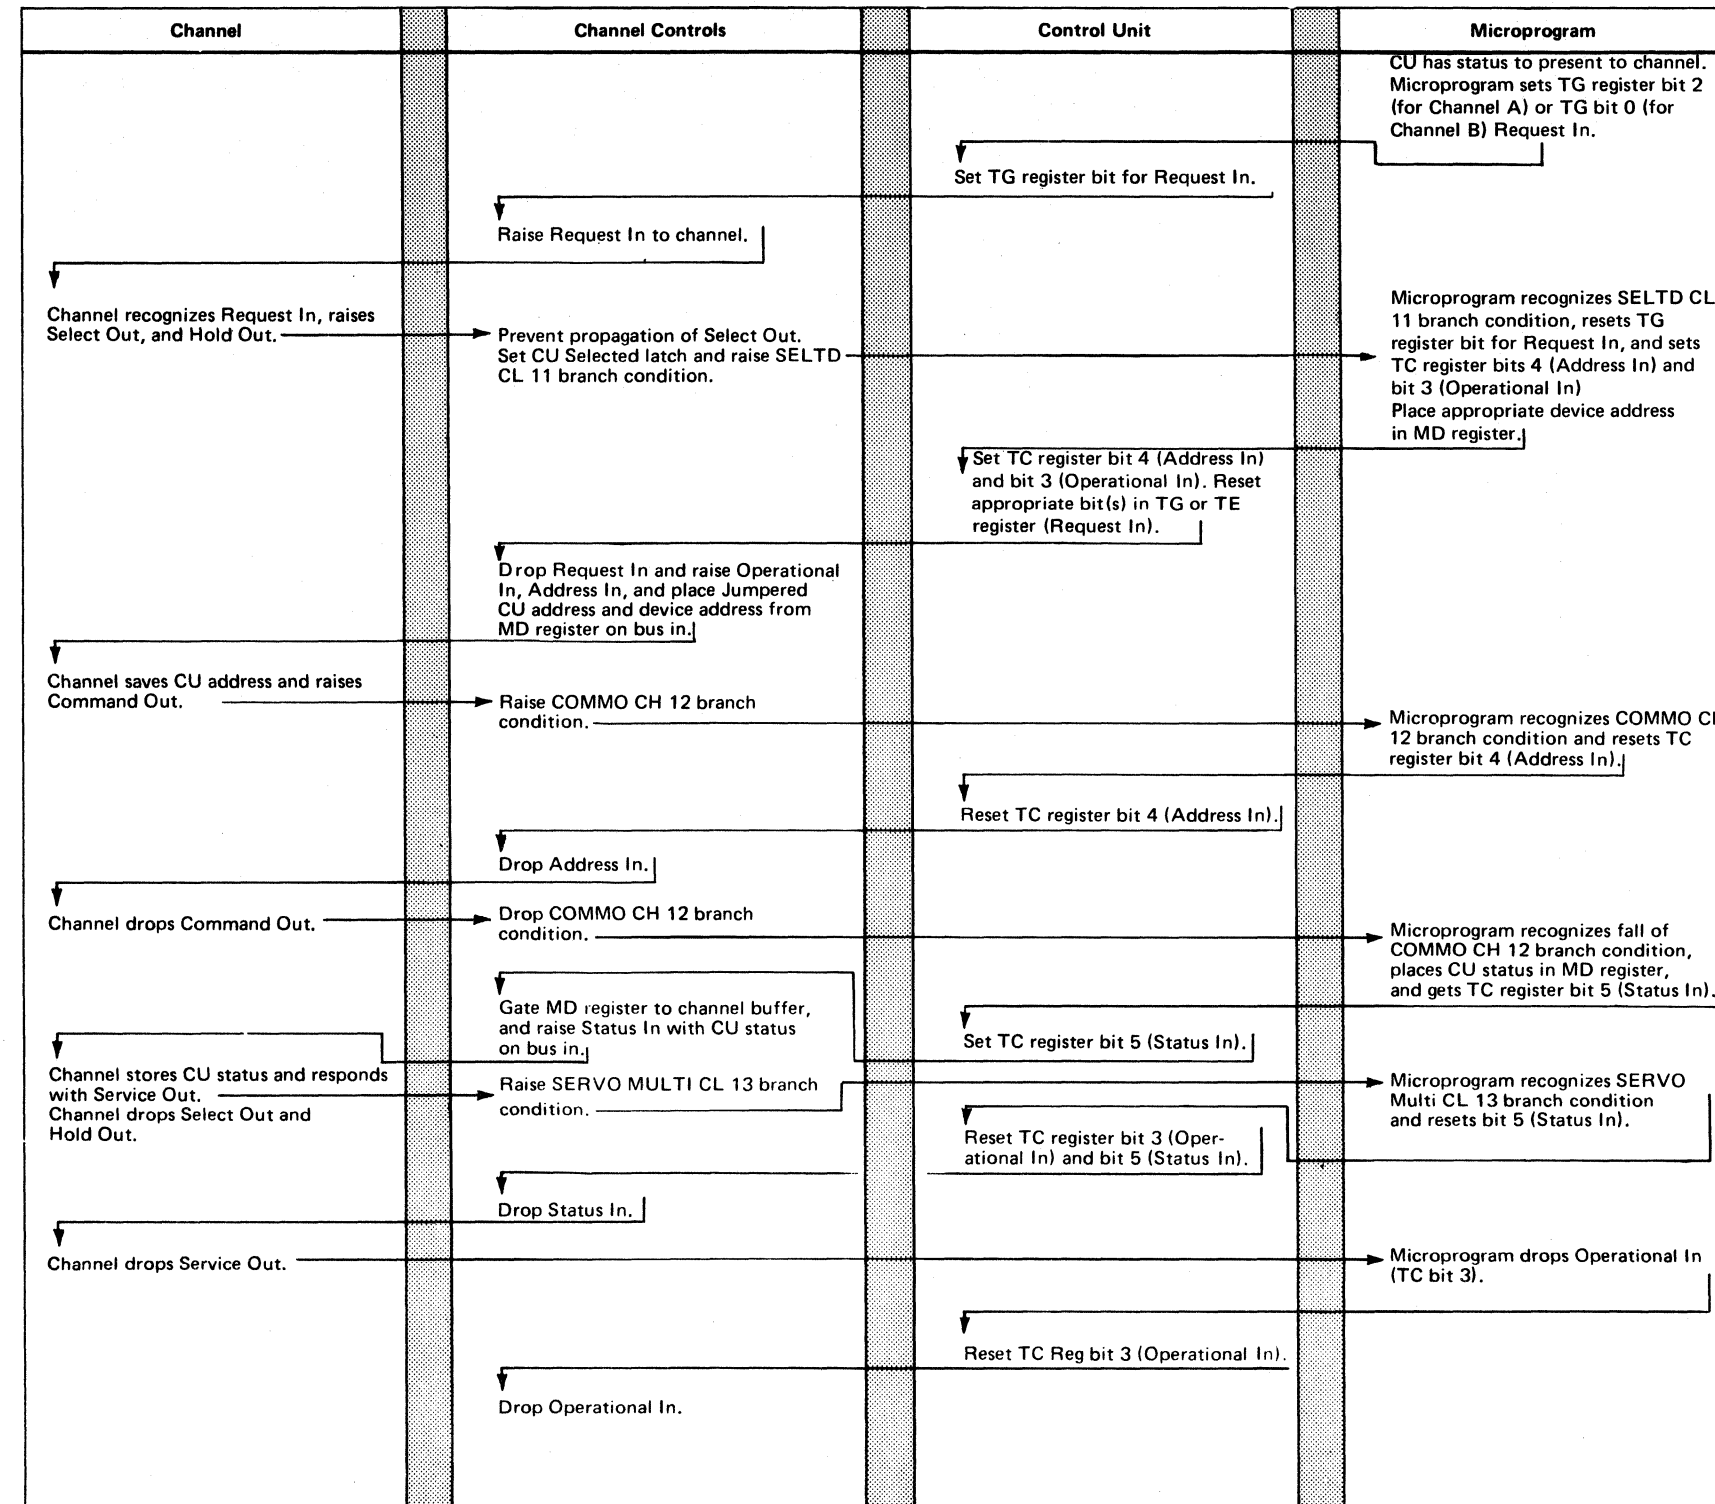 Channel
Channel Controls
Control Unit
Microprogram
CU has status to present to channel.
Microprogram sets TG register bit 2
(for Channel A) or TG bit 0 (for
Channel B) Request In.
Set TG register bit for Request In.
Raise Request In to channel.
Channel recognizes Request In, raises
Select Out, and Hold Out.
Prevent propagation of Select Out.
Set CU Selected latch and raise SELTD
CL 11 branch condition.
Microprogram recognizes SELTD CL
11 branch condition, resets TG
register bit for Request In, and sets
TC register bits 4 (Address In) and
bit 3 (Operational In)
Place appropriate device address
in MD register.
Set TC register bit 4 (Address In)
and bit 3 (Operational In). Reset
appropriate bit(s) in TG or TE
register (Request In).
Drop Request In and raise Operational
In, Address In, and place Jumpered
CU address and device address from
MD register on bus in.
Channel saves CU address and raises
Command Out.
Raise COMMO CH 12 branch
condition.
Microprogram recognizes COMMO
12 branch condition and resets TC
register bit 4 (Address In).
Reset TC register bit 4 (Address In).
Drop Address In.
Channel drops Command Out.
Drop COMMO CH 12 branch
condition.
Microprogram recognizes fall of
COMMO CH 12 branch condition,
places CU status in MD register,
and gets TC register bit 5 (Status In).
Set TC register bit 5 (Status In).
Gate MD register to channel buffer,
and raise Status In with CU status
on bus in.
Channel stores CU status and responds
with Service Out.
Channel drops Select Out and
Hold Out.
Raise SERVO MULTI CL 13 branch
condition.
Microprogram recognizes SERVO
Multi CL 13 branch condition
and resets bit 5 (Status In).
Reset TC register bit 3 (Oper-
ational In) and bit 5 (Status In).
Drop Status In.
Channel drops Service Out.
Microprogram drops Operational In
(TC bit 3).
Reset TC Reg bit 3 (Operational In).
Drop Operational In.